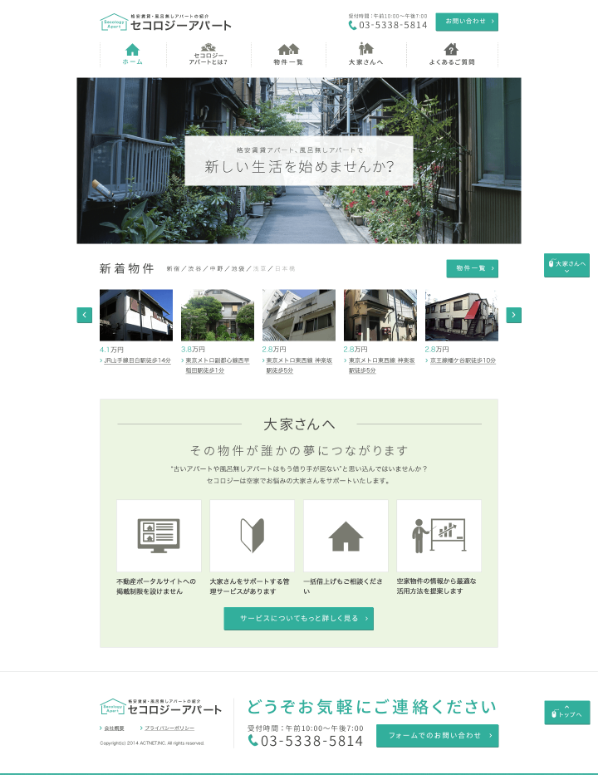 格安賃貸・風呂無しアパートの紹介
セコロジーアパート
受付時間：午前10:00〜午後7:00
03-5338-5814
お問い合わせ
ホーム
セコロジー
アパートとは?
物件一覧
大家さんへ
よくあるご質問
格安賃貸アパート、風呂無しアパートで
新しい生活を始めませんか?
大家さんへ
新着物件
新宿／渋谷／中野／池袋／浅草／日本橋
物件一覧
4.1万円
JR山手線目白駅徒歩14分
3.8万円
東京メトロ副都心線西早
稲田駅徒歩1分
2.8万円
東京メトロ東西線 神楽坂
駅徒歩5分
2.8万円
東京メトロ東西線 神楽坂
駅徒歩5分
2.8万円
京王線幡ケ谷駅徒歩10分
大家さんへ
その物件が誰かの夢につながります
"古いアパートや風呂無しアパートはもう借り手が居ない"と思い込んではいませんか？
セコロジーは空家でお悩みの大家さんをサポートいたします。
不動産ポータルサイトへの
掲載制限を設けません
大家さんをサポートする管
理サービスがあります
一括借上げもご相談くださ
い
空家物件の情報から最適な
活用方法を提案します
サービスについてもっと詳しく見る
格安賃貸・風呂無しアパートの紹介
セコロジーアパート
会社概要
プライバシーポリシー
Copyright(c) 2014 ACTNET,INC. All rights reserved.
どうぞお気軽にご連絡ください
受付時間：午前10:00〜午後7:00
03-5338-5814
フォームでのお問い合わせ
トップへ